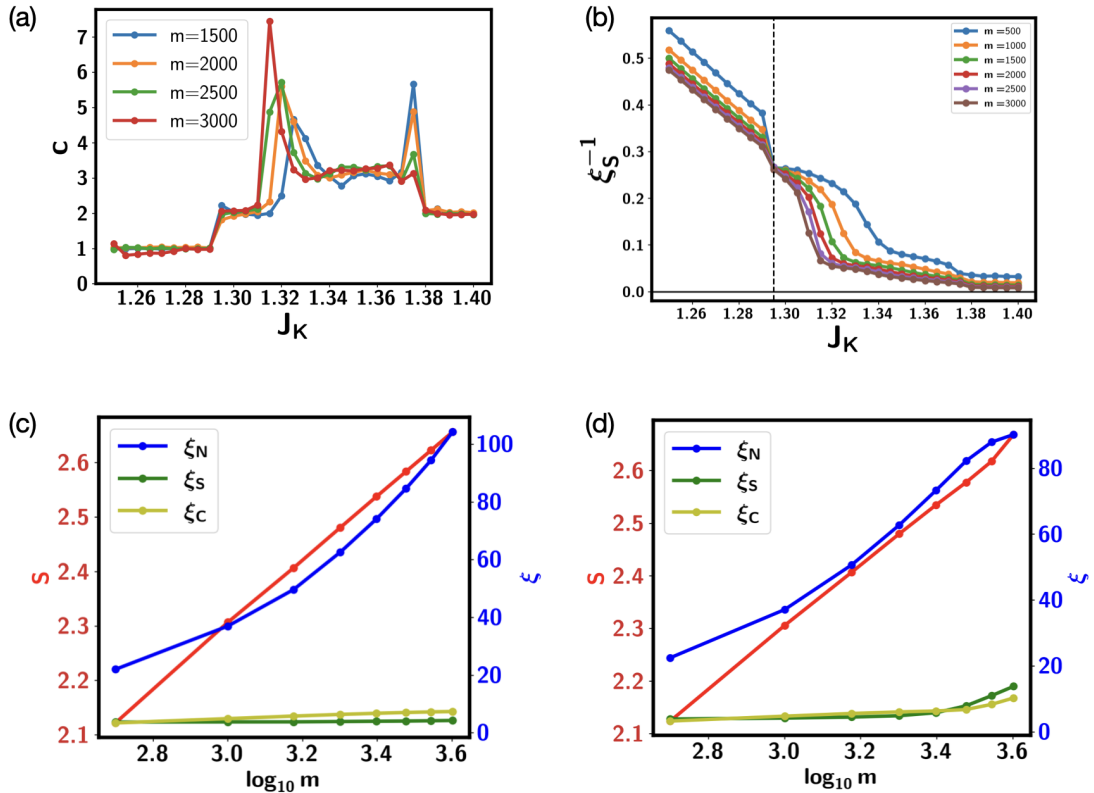 (a)
7
6
5
4
3
2
1
0
c
m=1500
m=2000
m=2500
m=3000
1.26 1.28 1.30 1.32 1.34 1.36 1.38 1.40
J_K
(b)
0.5
0.4
0.3
0.2
0.1
0.0
ξ_S^{-1}
m =500
m =1000
m =1500
m =2000
m =2500
m =3000
1.26 1.28 1.30 1.32 1.34 1.36 1.38 1.40
J_K
(c)
2.6
2.5
2.4
2.3
2.2
2.1
S
ξ_N
ξ_S
ξ_C
100
80
60
40
20
0
ξ
2.8 3.0 3.2 3.4 3.6
log₁₀ m
(d)
2.6
2.5
2.4
2.3
2.2
2.1
S
ξ_N
ξ_S
ξ_C
80
60
40
20
0
ξ
2.8 3.0 3.2 3.4 3.6
log₁₀ m